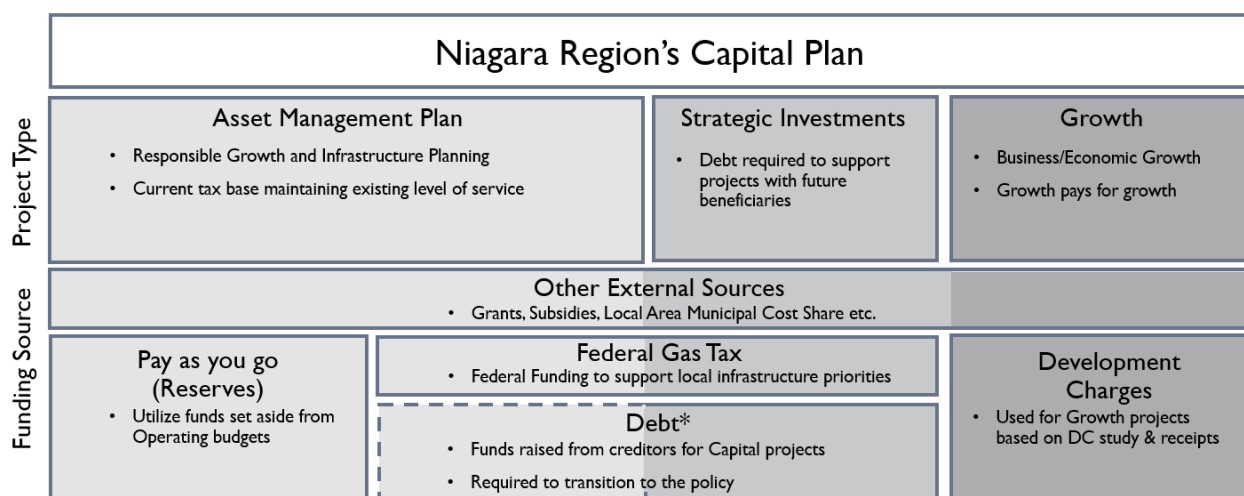 Niagara Region's Capital Plan
Project Type
Asset Management Plan
• Responsible Growth and Infrastructure Planning
• Current tax base maintaining existing level of service
Strategic Investments
• Debt required to support
projects with future
beneficiaries
Growth
• Business/Economic Growth
• Growth pays for growth
Funding Source
Other External Sources
• Grants, Subsidies, Local Area Municipal Cost Share etc.
Pay as you go
(Reserves)
• Utilize funds set aside from
Operating budgets
Federal Gas Tax
• Federal Funding to support local infrastructure priorities
Debt*
• Funds raised from creditors for Capital projects
• Required to transition to the policy
Development
Charges
• Used for Growth projects
based on DC study & receipts